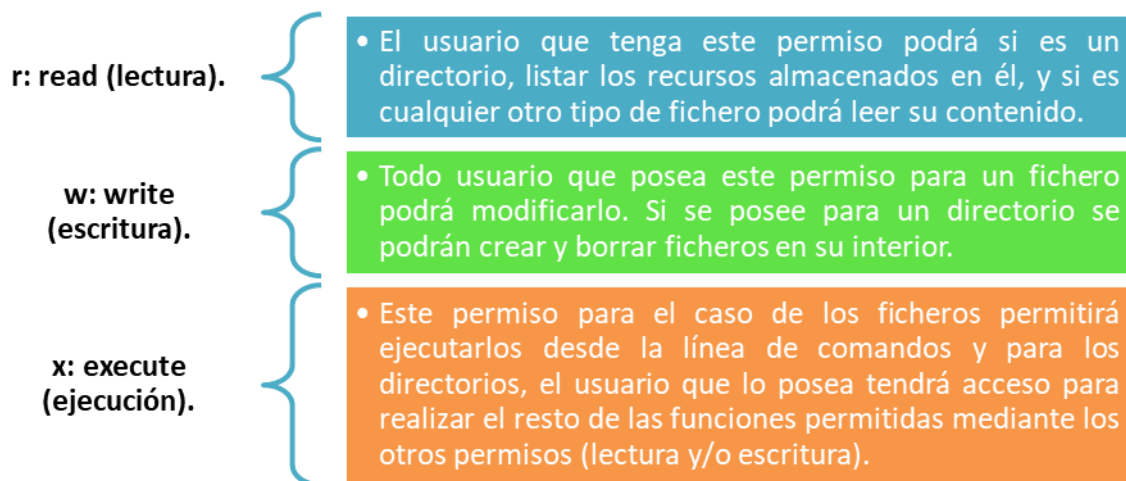 r: read (lectura).
• El usuario que tenga este permiso podrá si es un
directorio, listar los recursos almacenados en él, y si es
cualquier otro tipo de fichero podrá leer su contenido.
w: write
(escritura).
• Todo usuario que posea este permiso para un fichero
podrá modificarlo. Si se posee para un directorio se
podrán crear y borrar ficheros en su interior.
x: execute
(ejecución).
• Este permiso para el caso de los ficheros permitirá
ejecutarlos desde la línea de comandos y para los
directorios, el usuario que lo posea tendrá acceso para
realizar el resto de las funciones permitidas mediante los
otros permisos (lectura y/o escritura).